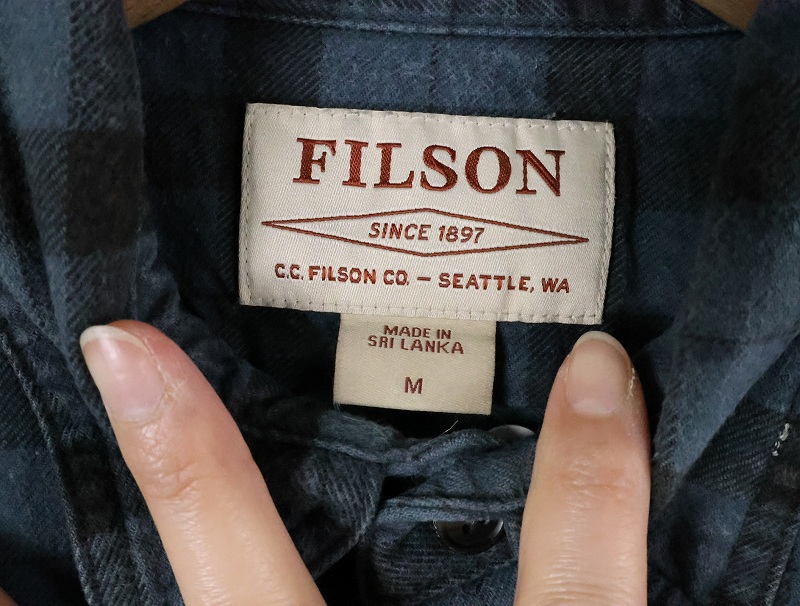 FILSON
SINCE 1897
C.C. FILSON CO. — SEATTLE, WA
MADE IN
SRI LANKA
M